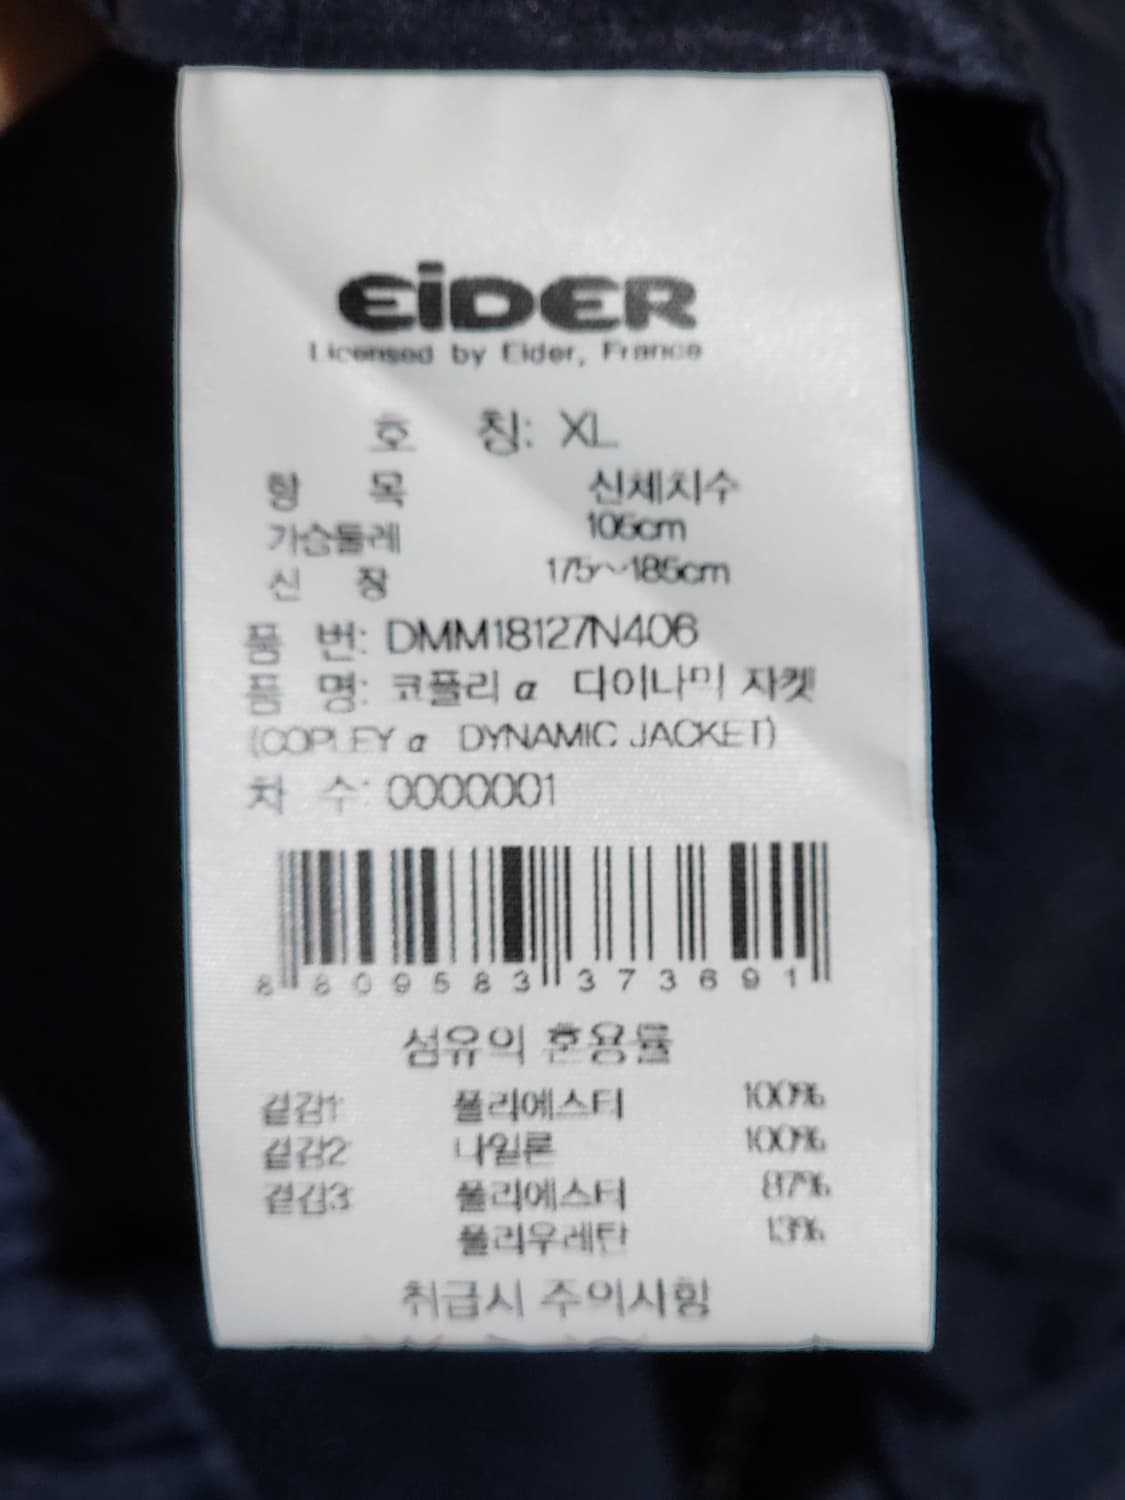 EiDER
Licensed by Eider, France
호 칭: XL
항 목 신체치수
가슴둘레 105cm
신 장 175~185cm
품 번: DMM18127N406
품 명: 코플리 α 다이나믹 자켓
(COPLEY α DYNAMIC JACKET)
차 수: 0000001
8 809583 373691
섬유의 혼용률
겉감1 폴리에스터 100%
겉감2 나일론 100%
겉감3 폴리에스터 87%
폴리우레탄 13%
취급시 주의사항